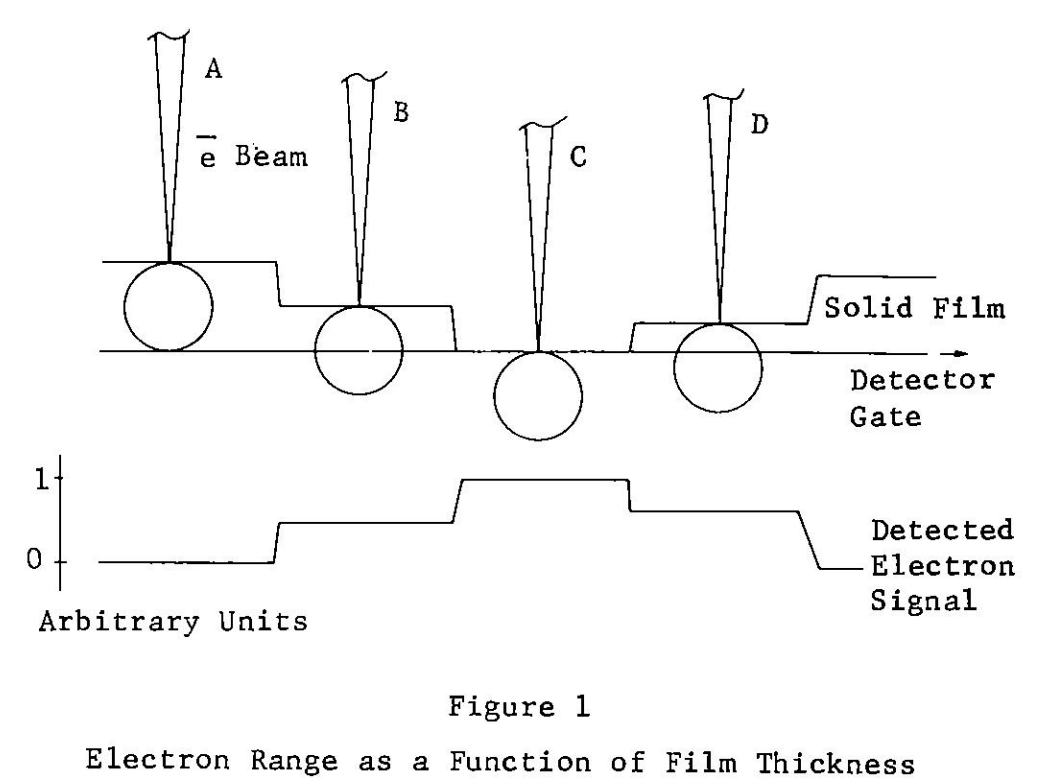 A
e Beam
B
C
D
Solid Film
Detector
Gate
1
0
Detected
Electron
Signal
Arbitrary Units
Figure 1
Electron Range as a Function of Film Thickness